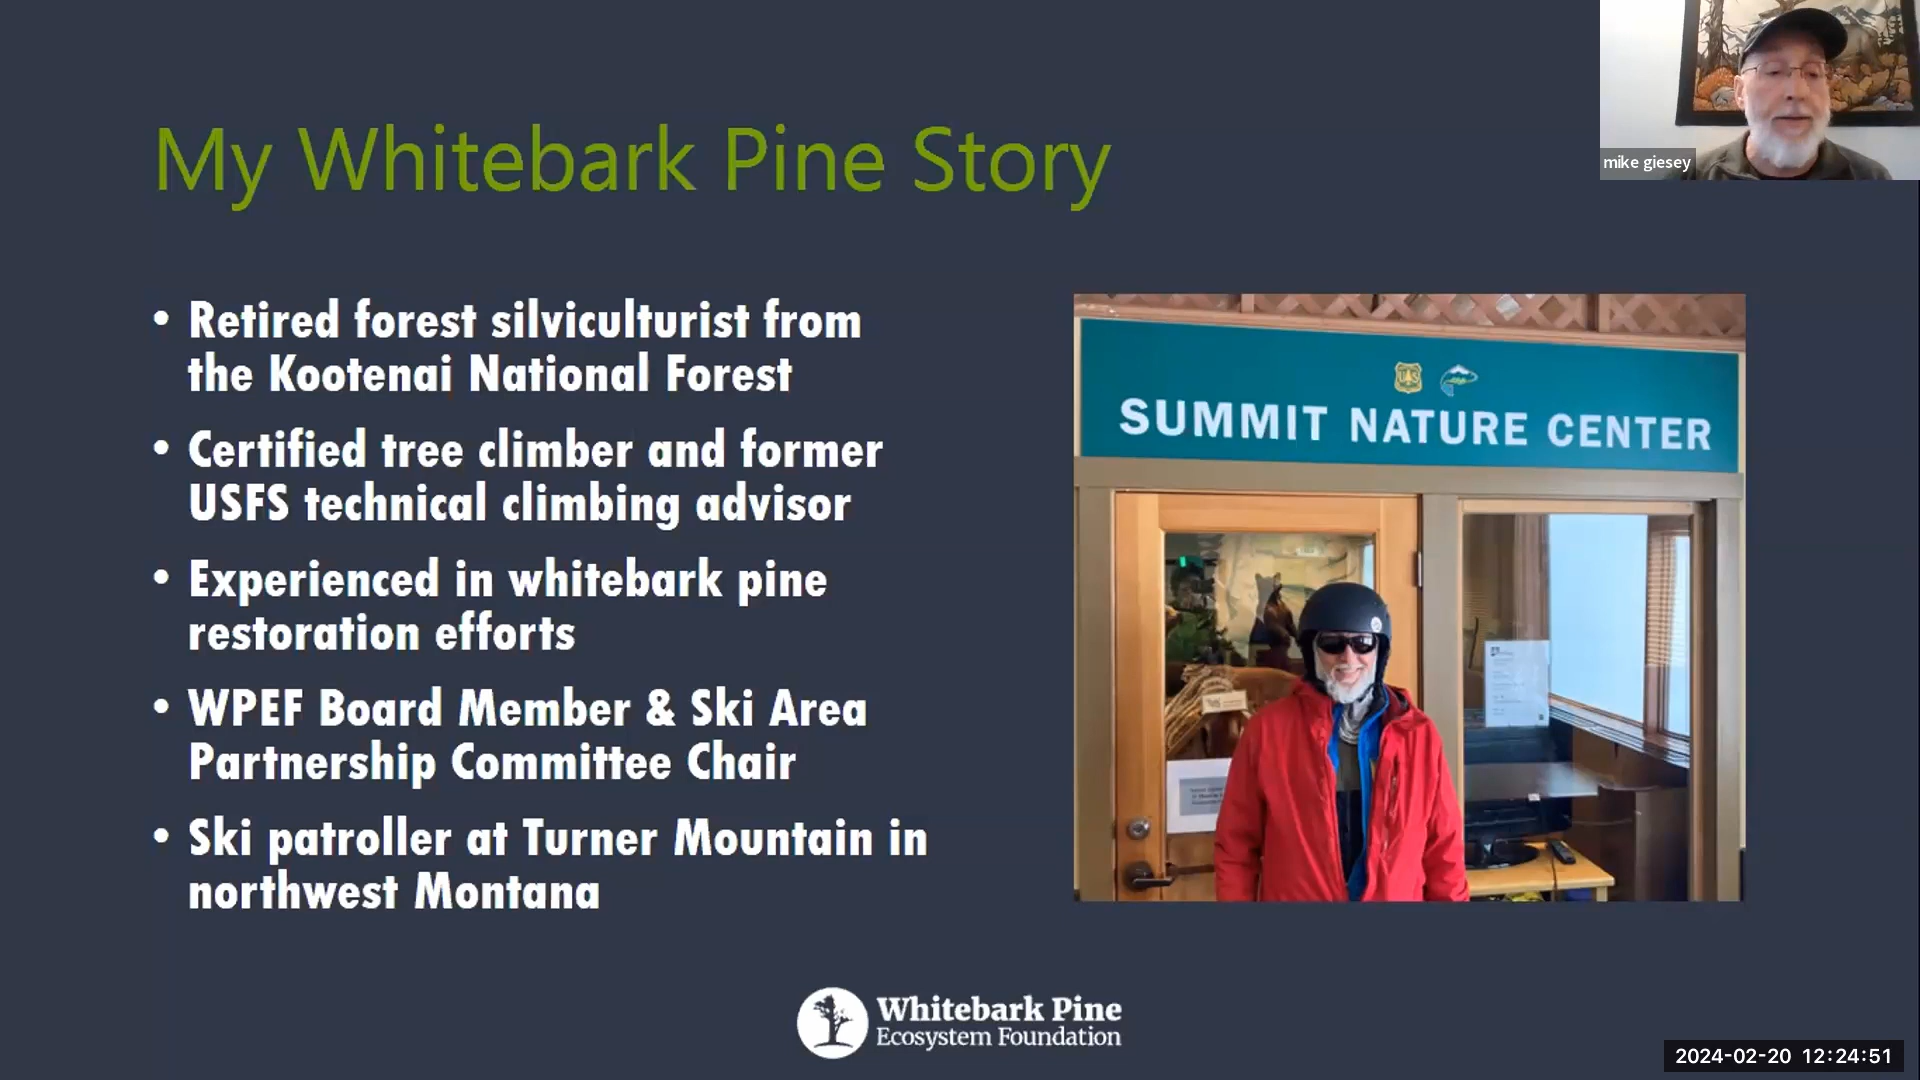 My Whitebark Pine Story
mike giesey
• Retired forest silviculturist from
the Kootenai National Forest
• Certified tree climber and former
USFS technical climbing advisor
• Experienced in whitebark pine
restoration efforts
• WPEF Board Member & Ski Area
Partnership Committee Chair
• Ski patroller at Turner Mountain in
northwest Montana
US
SUMMIT NATURE CENTER
Whitebark Pine
Ecosystem Foundation
2024-02-20 12:24:51